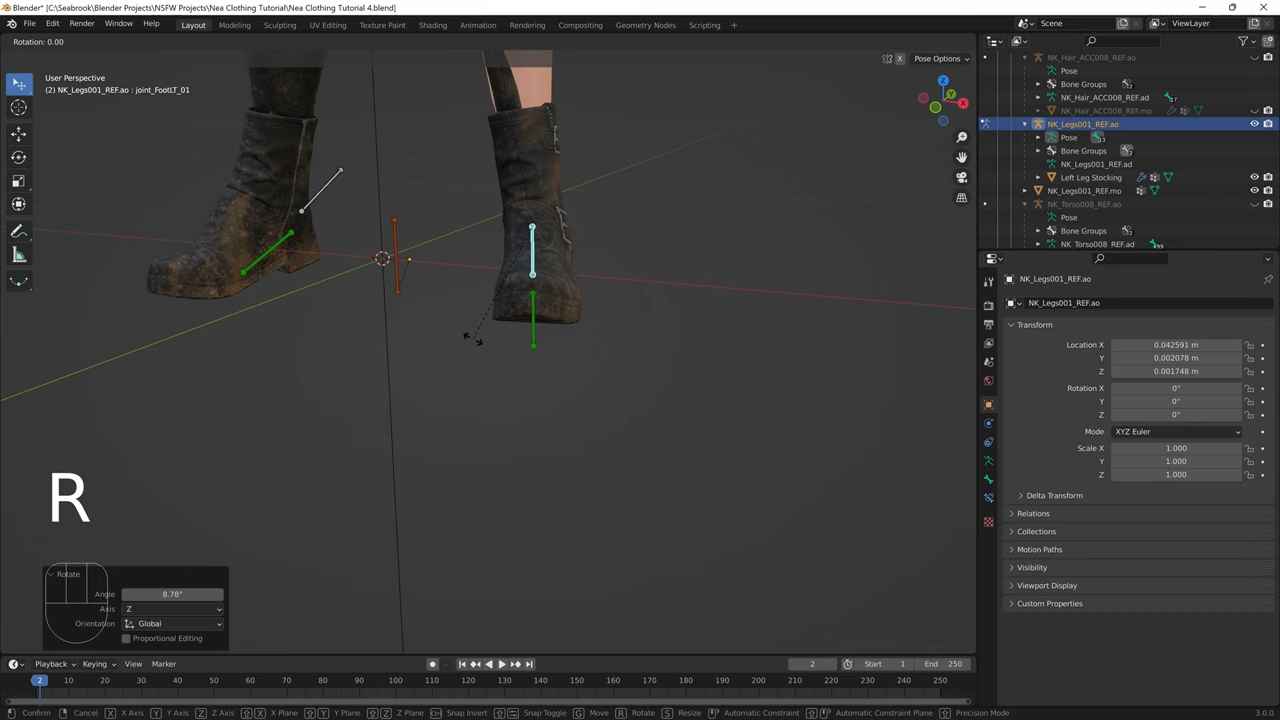 Blender* [C:\Seabrook\Blender Projects\NSFW Projects\Nea Clothing Tutorial\Nea Clothing Tutorial 4.blend]
File Edit Render Window Help Layout Modeling Sculpting UV Editing Texture Paint Shading Animation Rendering Compositing Geometry Nodes Scripting Scene ViewLayer
Rotation: 0.00
X Pose Options
User Perspective
(2) NK_Legs001_REF.ao : joint_FootLT_01
Z
Y
X
R
Rotate
Angle 8.78°
Axis Z
Orientation Global
Proportional Editing
NK_Hair_ACC008_REF.ao
Pose
Bone Groups
NK_Hair_ACC008_REF.ad
NK_Hair_ACC008_REF.mo
NK_Legs001_REF.ao
Pose
Bone Groups
NK_Legs001_REF.ad
Left Leg Stocking
NK_Legs001_REF.mo
NK_Torso008_REF.ao
Pose
Bone Groups
NK_Torso008_REF.ad
NK_Legs001_REF.ao
NK_Legs001_REF.ao
Transform
Location X 0.042591 m
Y 0.002078 m
Z 0.001748 m
Rotation X 0°
Y 0°
Z 0°
Mode XYZ Euler
Scale X 1.000
Y 1.000
Z 1.000
Delta Transform
Relations
Collections
Motion Paths
Visibility
Viewport Display
Custom Properties
Playback Keying View Marker 2 Start 1 End 250
2 10 20 30 40 50 60 70 80 90 100 110 120 130 140 150 160 170 180 190 200 210 220 230 240 250
Confirm X Cancel X X Axis Y Y Axis Z Z Axis X X Plane Y Y Plane Z Z Plane Ctrl Snap Invert Snap Toggle G Move R Rotate S Resize Automatic Constraint Automatic Constraint Plane Precision Mode 3.0.0